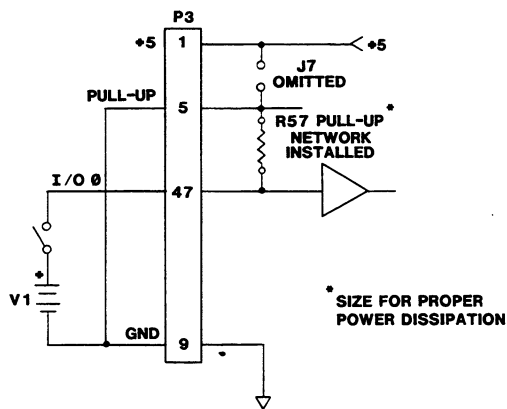 P3
+5 1 +5
J7
OMITTED
PULL-UP 5
R57 PULL-UP *
NETWORK
INSTALLED
I/O 0 47
+
V1
* SIZE FOR PROPER
POWER DISSIPATION
GND 9